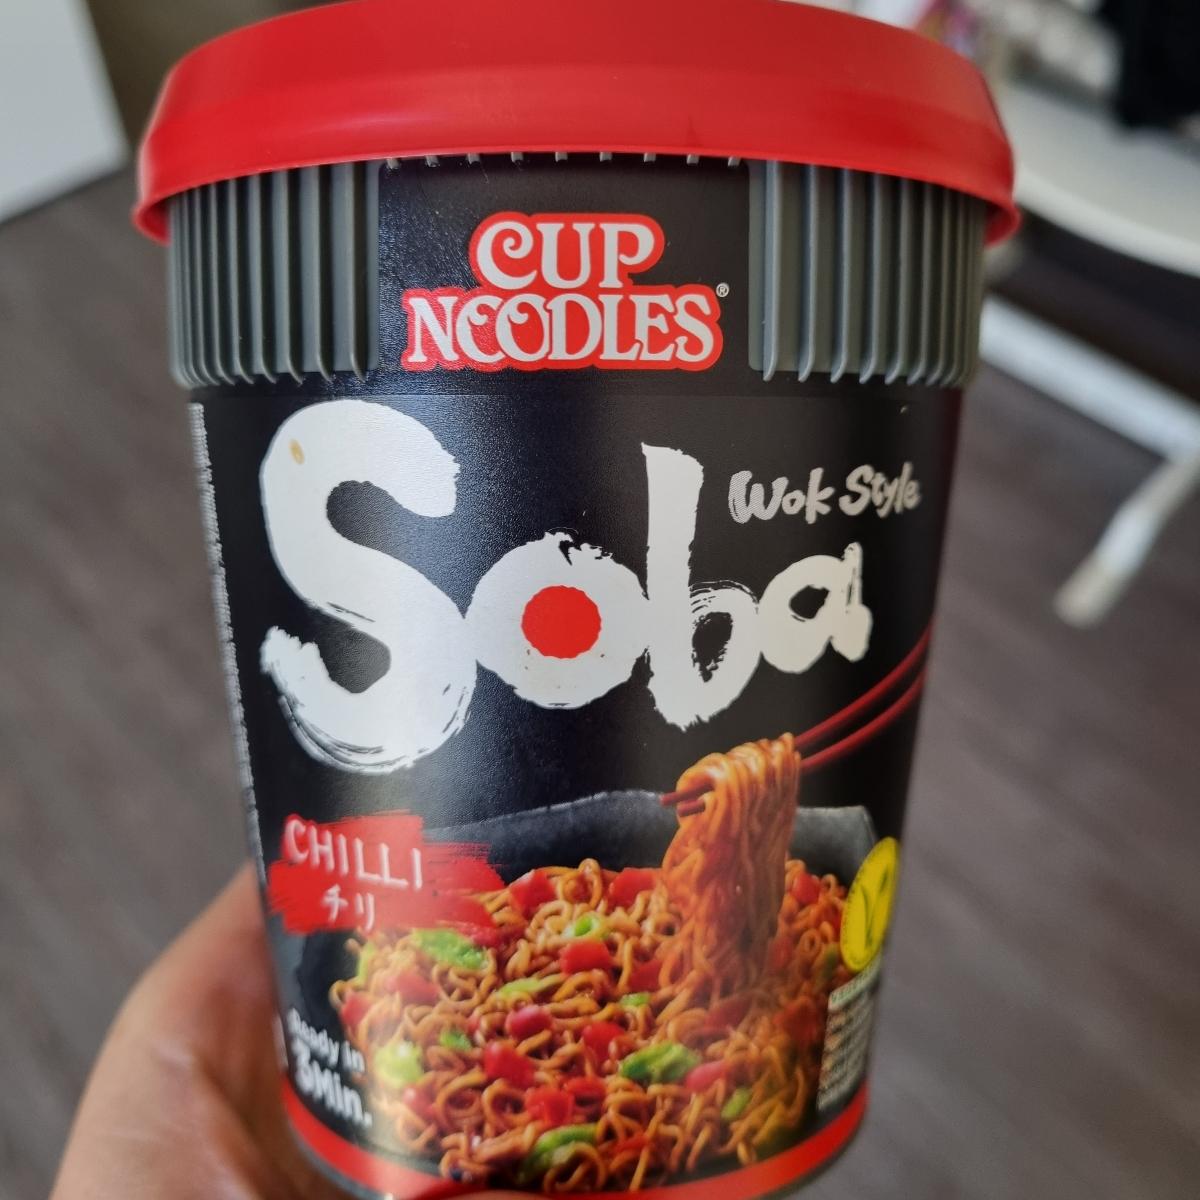 CUP
NOODLES®
Soba
Wok Style
CHILLI
チリ
Ready in
3Min.